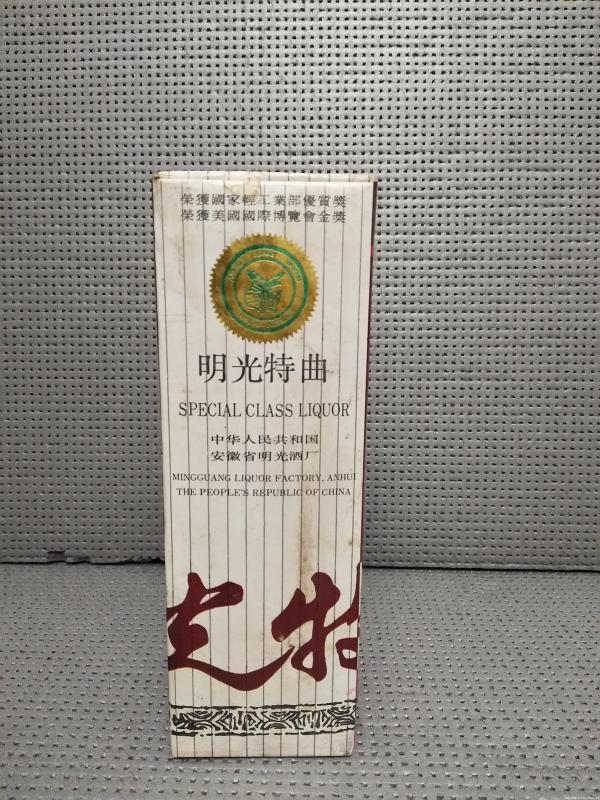 榮獲國家輕工業部優質獎
榮獲美國國際博覽會金獎
明光特曲
SPECIAL CLASS LIQUOR
中华人民共和国
安徽省明光酒厂
MINGGUANG LIQUOR FACTORY, ANHUI
THE PEOPLE'S REPUBLIC OF CHINA
光特